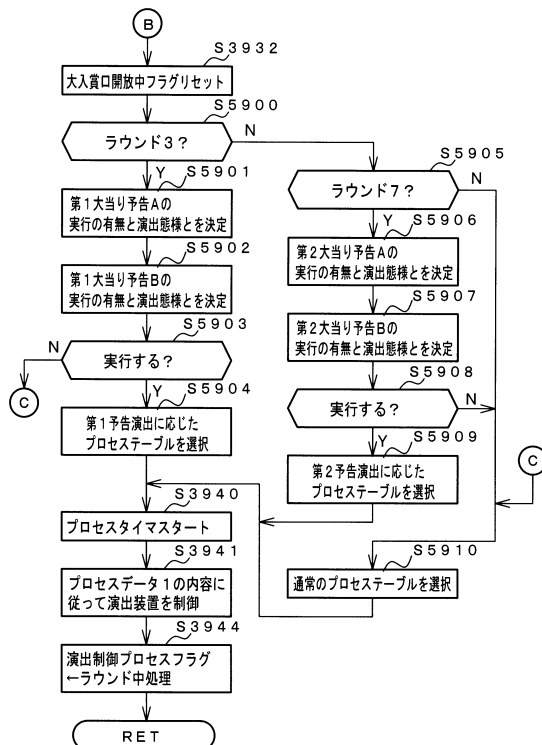 B
S3932
大入賞口開放中フラグリセット
S5900
ラウンド3?
N
Y
S5901
第1大当り予告Aの
実行の有無と演出態様とを決定
S5902
第1大当り予告Bの
実行の有無と演出態様とを決定
S5903
N
実行する?
C
Y
S5904
第1予告演出に応じた
プロセステーブルを選択
S5905
ラウンド7?
N
Y
S5906
第2大当り予告Aの
実行の有無と演出態様とを決定
S5907
第2大当り予告Bの
実行の有無と演出態様とを決定
S5908
実行する?
N
Y
S5909
第2予告演出に応じた
プロセステーブルを選択
C
S5910
通常のプロセステーブルを選択
S3940
プロセスタイマスタート
S3941
プロセスデータ1の内容に
従って演出装置を制御
S3944
演出制御プロセスフラグ
←ラウンド中処理
RET